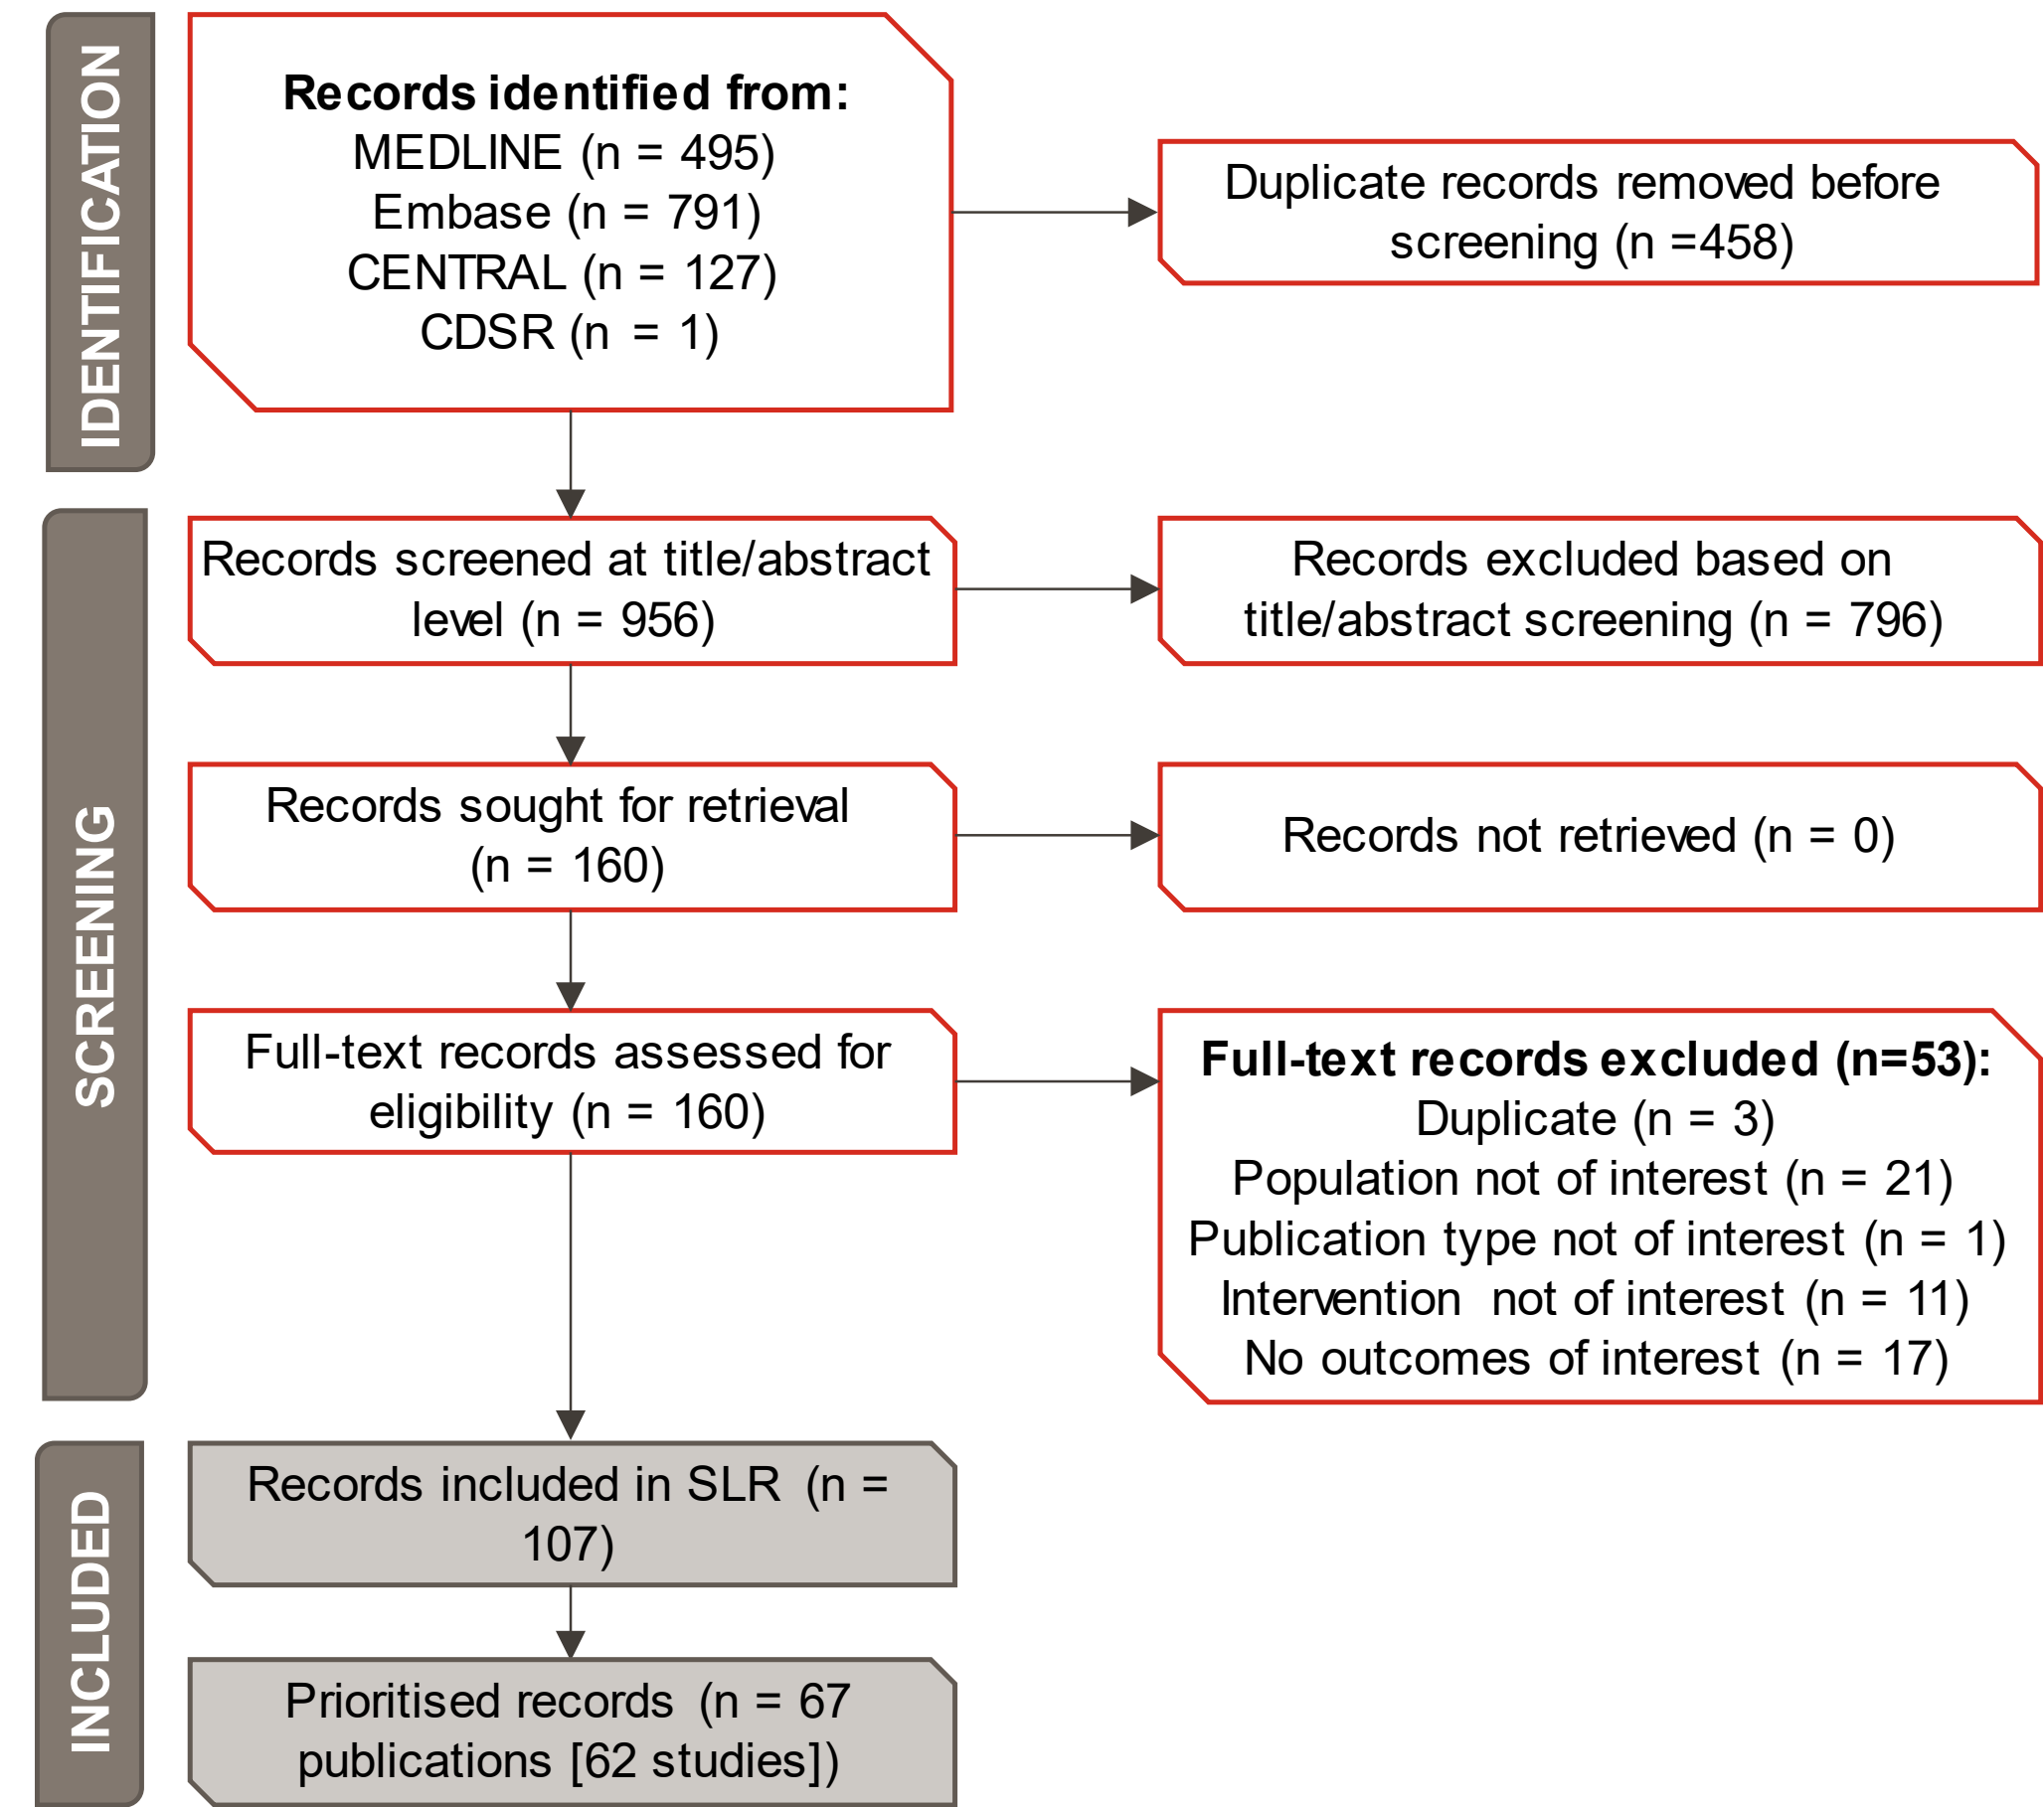 IDENTIFICATION
Records identified from:
MEDLINE (n = 495)
Embase (n = 791)
CENTRAL (n = 127)
CDSR (n = 1)
Duplicate records removed before
screening (n =458)
SCREENING
Records screened at title/abstract
level (n = 956)
Records excluded based on
title/abstract screening (n = 796)
Records sought for retrieval
(n = 160)
Records not retrieved (n = 0)
Full-text records assessed for
eligibility (n = 160)
Full-text records excluded (n=53):
Duplicate (n = 3)
Population not of interest (n = 21)
Publication type not of interest (n = 1)
Intervention not of interest (n = 11)
No outcomes of interest (n = 17)
INCLUDED
Records included in SLR (n =
107)
Prioritised records (n = 67
publications [62 studies])